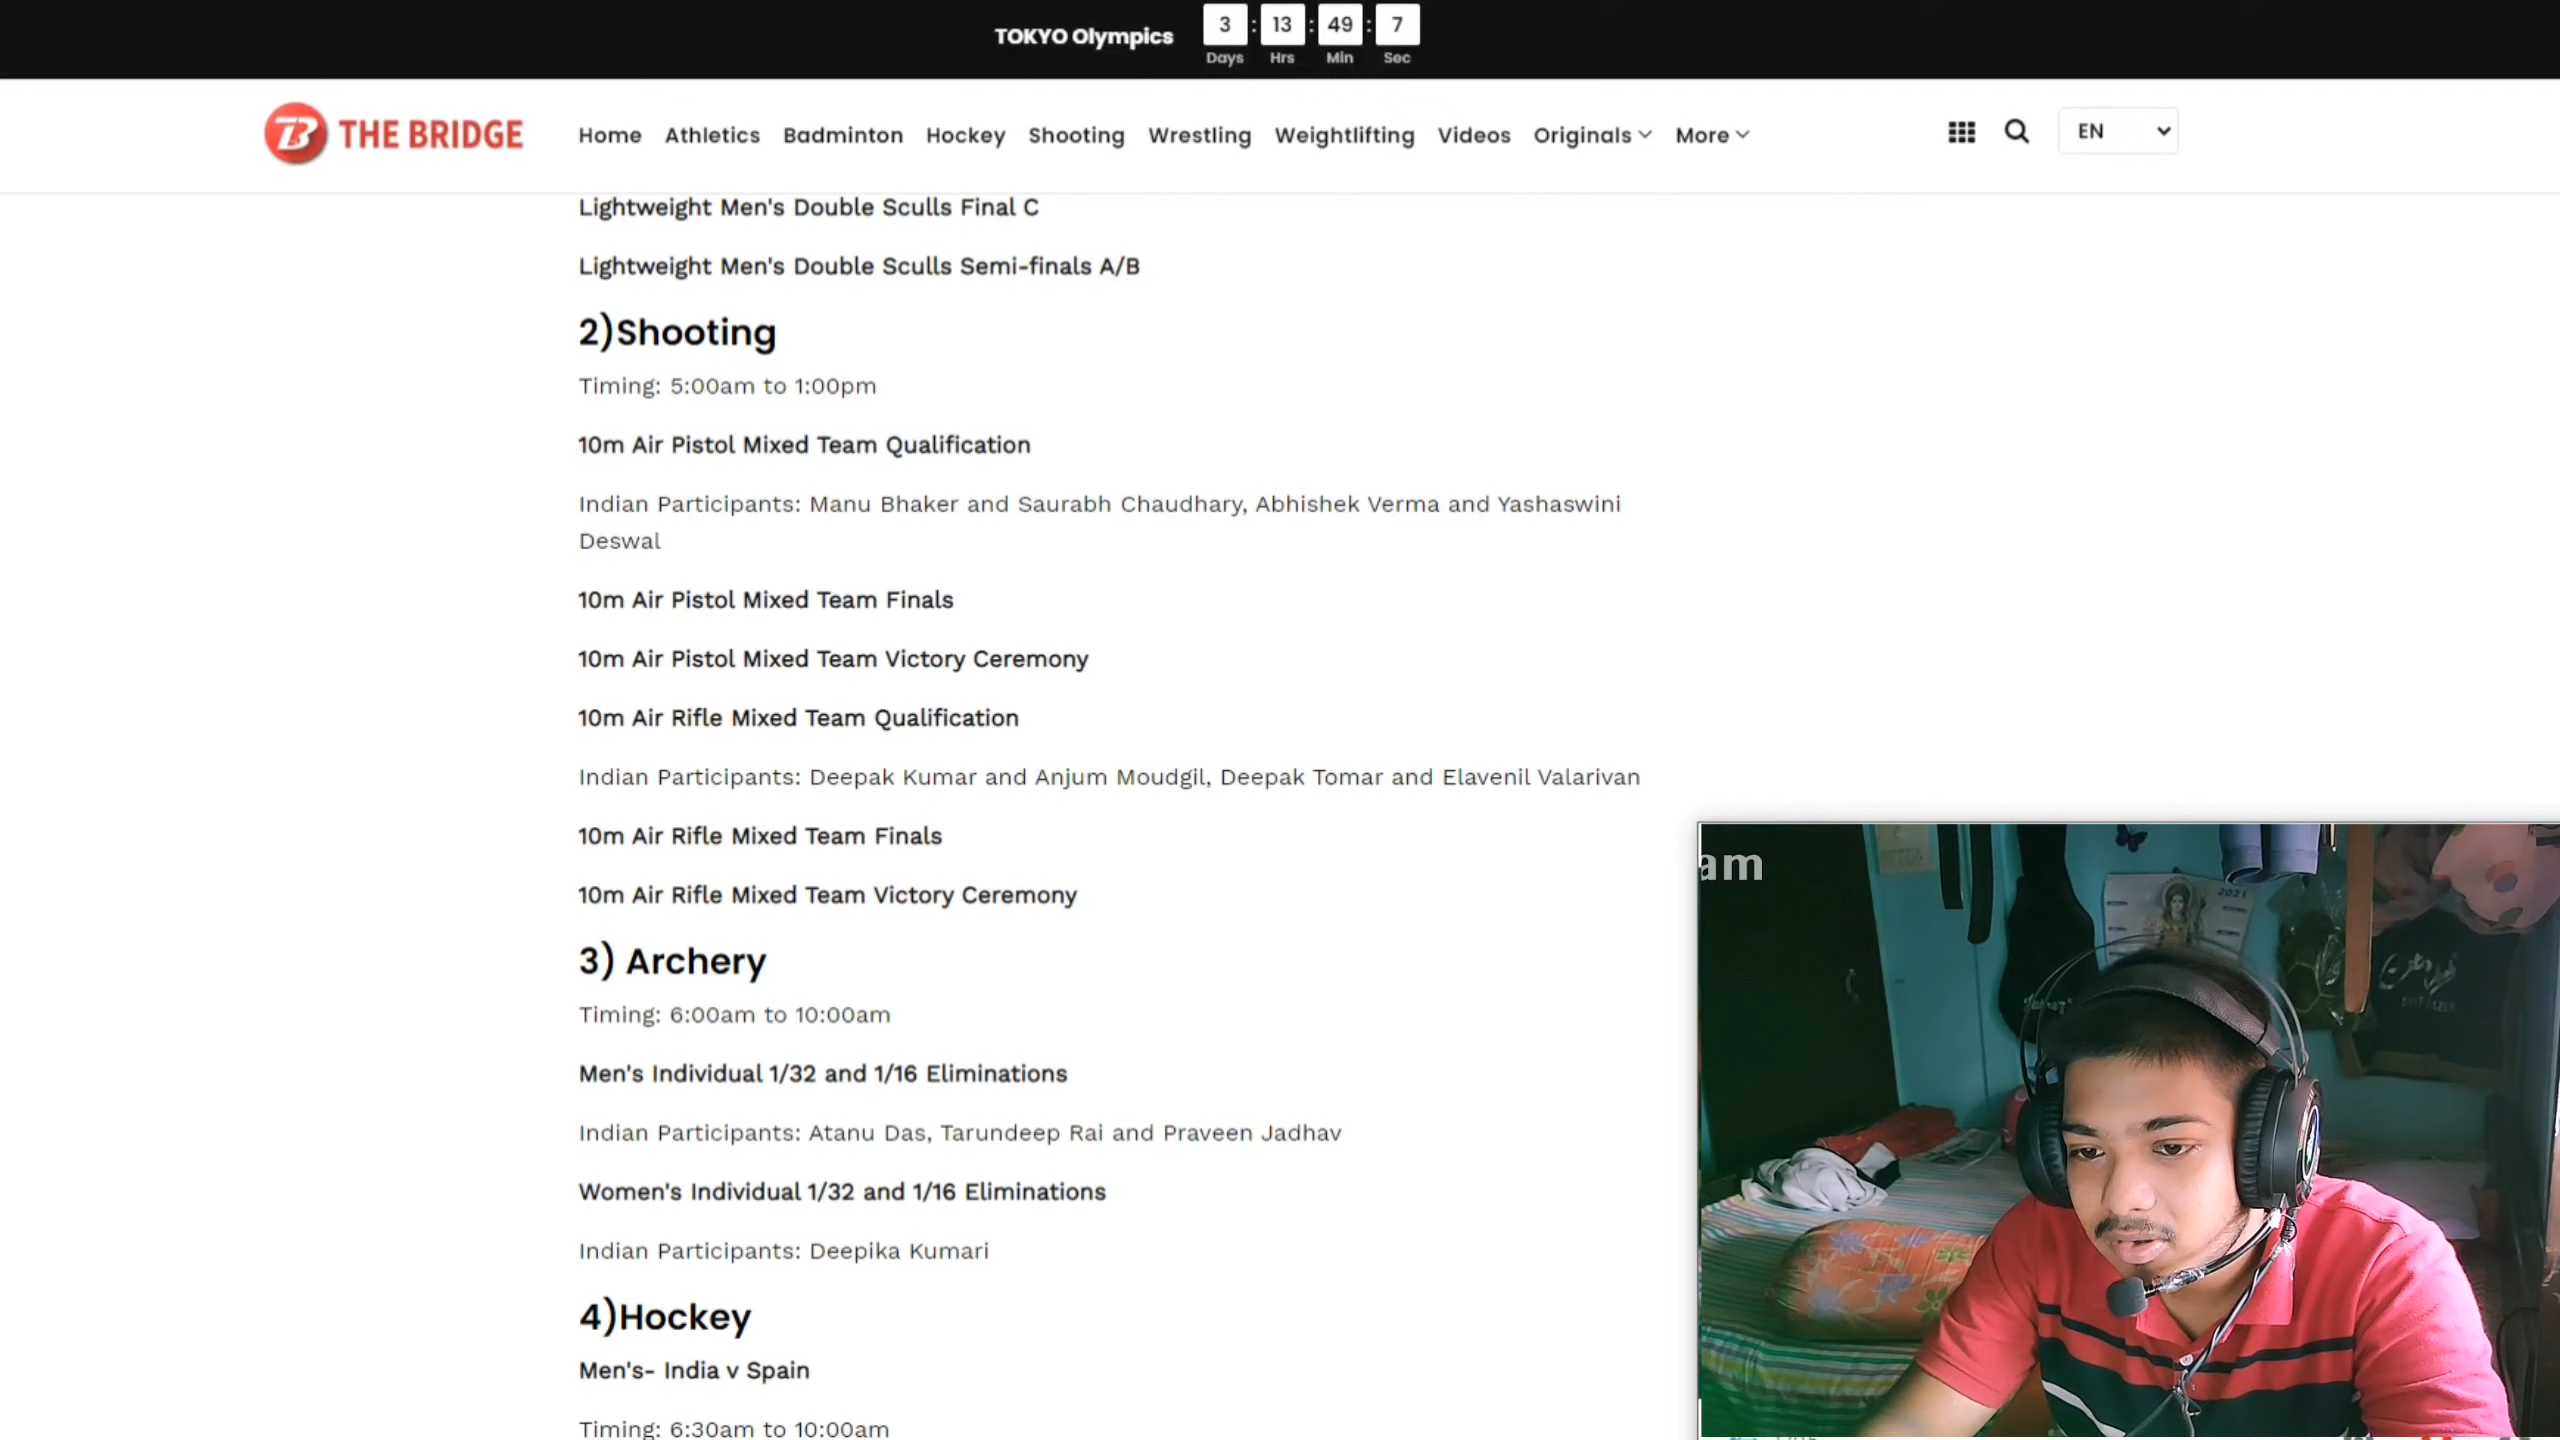 TOKYO Olympics
3 : 13 : 49 : 7
Days Hrs Min Sec
THE BRIDGE
Home Athletics Badminton Hockey Shooting Wrestling Weightlifting Videos Originals More
EN
Lightweight Men's Double Sculls Final C
Lightweight Men's Double Sculls Semi-finals A/B
2)Shooting
Timing: 5:00am to 1:00pm
10m Air Pistol Mixed Team Qualification
Indian Participants: Manu Bhaker and Saurabh Chaudhary, Abhishek Verma and Yashaswini
Deswal
10m Air Pistol Mixed Team Finals
10m Air Pistol Mixed Team Victory Ceremony
10m Air Rifle Mixed Team Qualification
Indian Participants: Deepak Kumar and Anjum Moudgil, Deepak Tomar and Elavenil Valarivan
10m Air Rifle Mixed Team Finals
10m Air Rifle Mixed Team Victory Ceremony
3) Archery
Timing: 6:00am to 10:00am
Men's Individual 1/32 and 1/16 Eliminations
Indian Participants: Atanu Das, Tarundeep Rai and Praveen Jadhav
Women's Individual 1/32 and 1/16 Eliminations
Indian Participants: Deepika Kumari
4)Hockey
Men's- India v Spain
Timing: 6:30am to 10:00am
am
2021